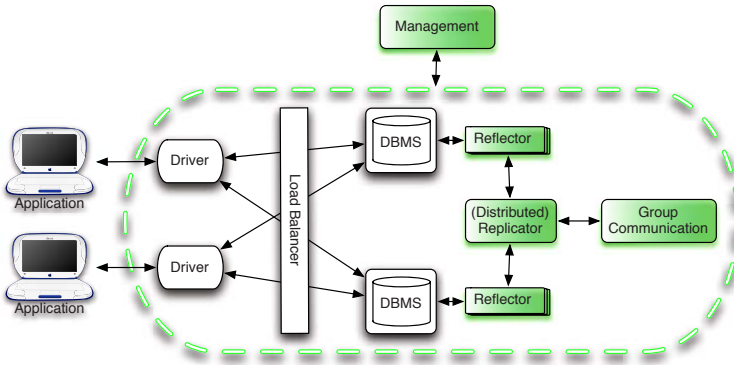 Management
Application
Driver
Load Balancer
DBMS
Reflector
(Distributed)
Replicator
Group
Communication
Application
Driver
DBMS
Reflector